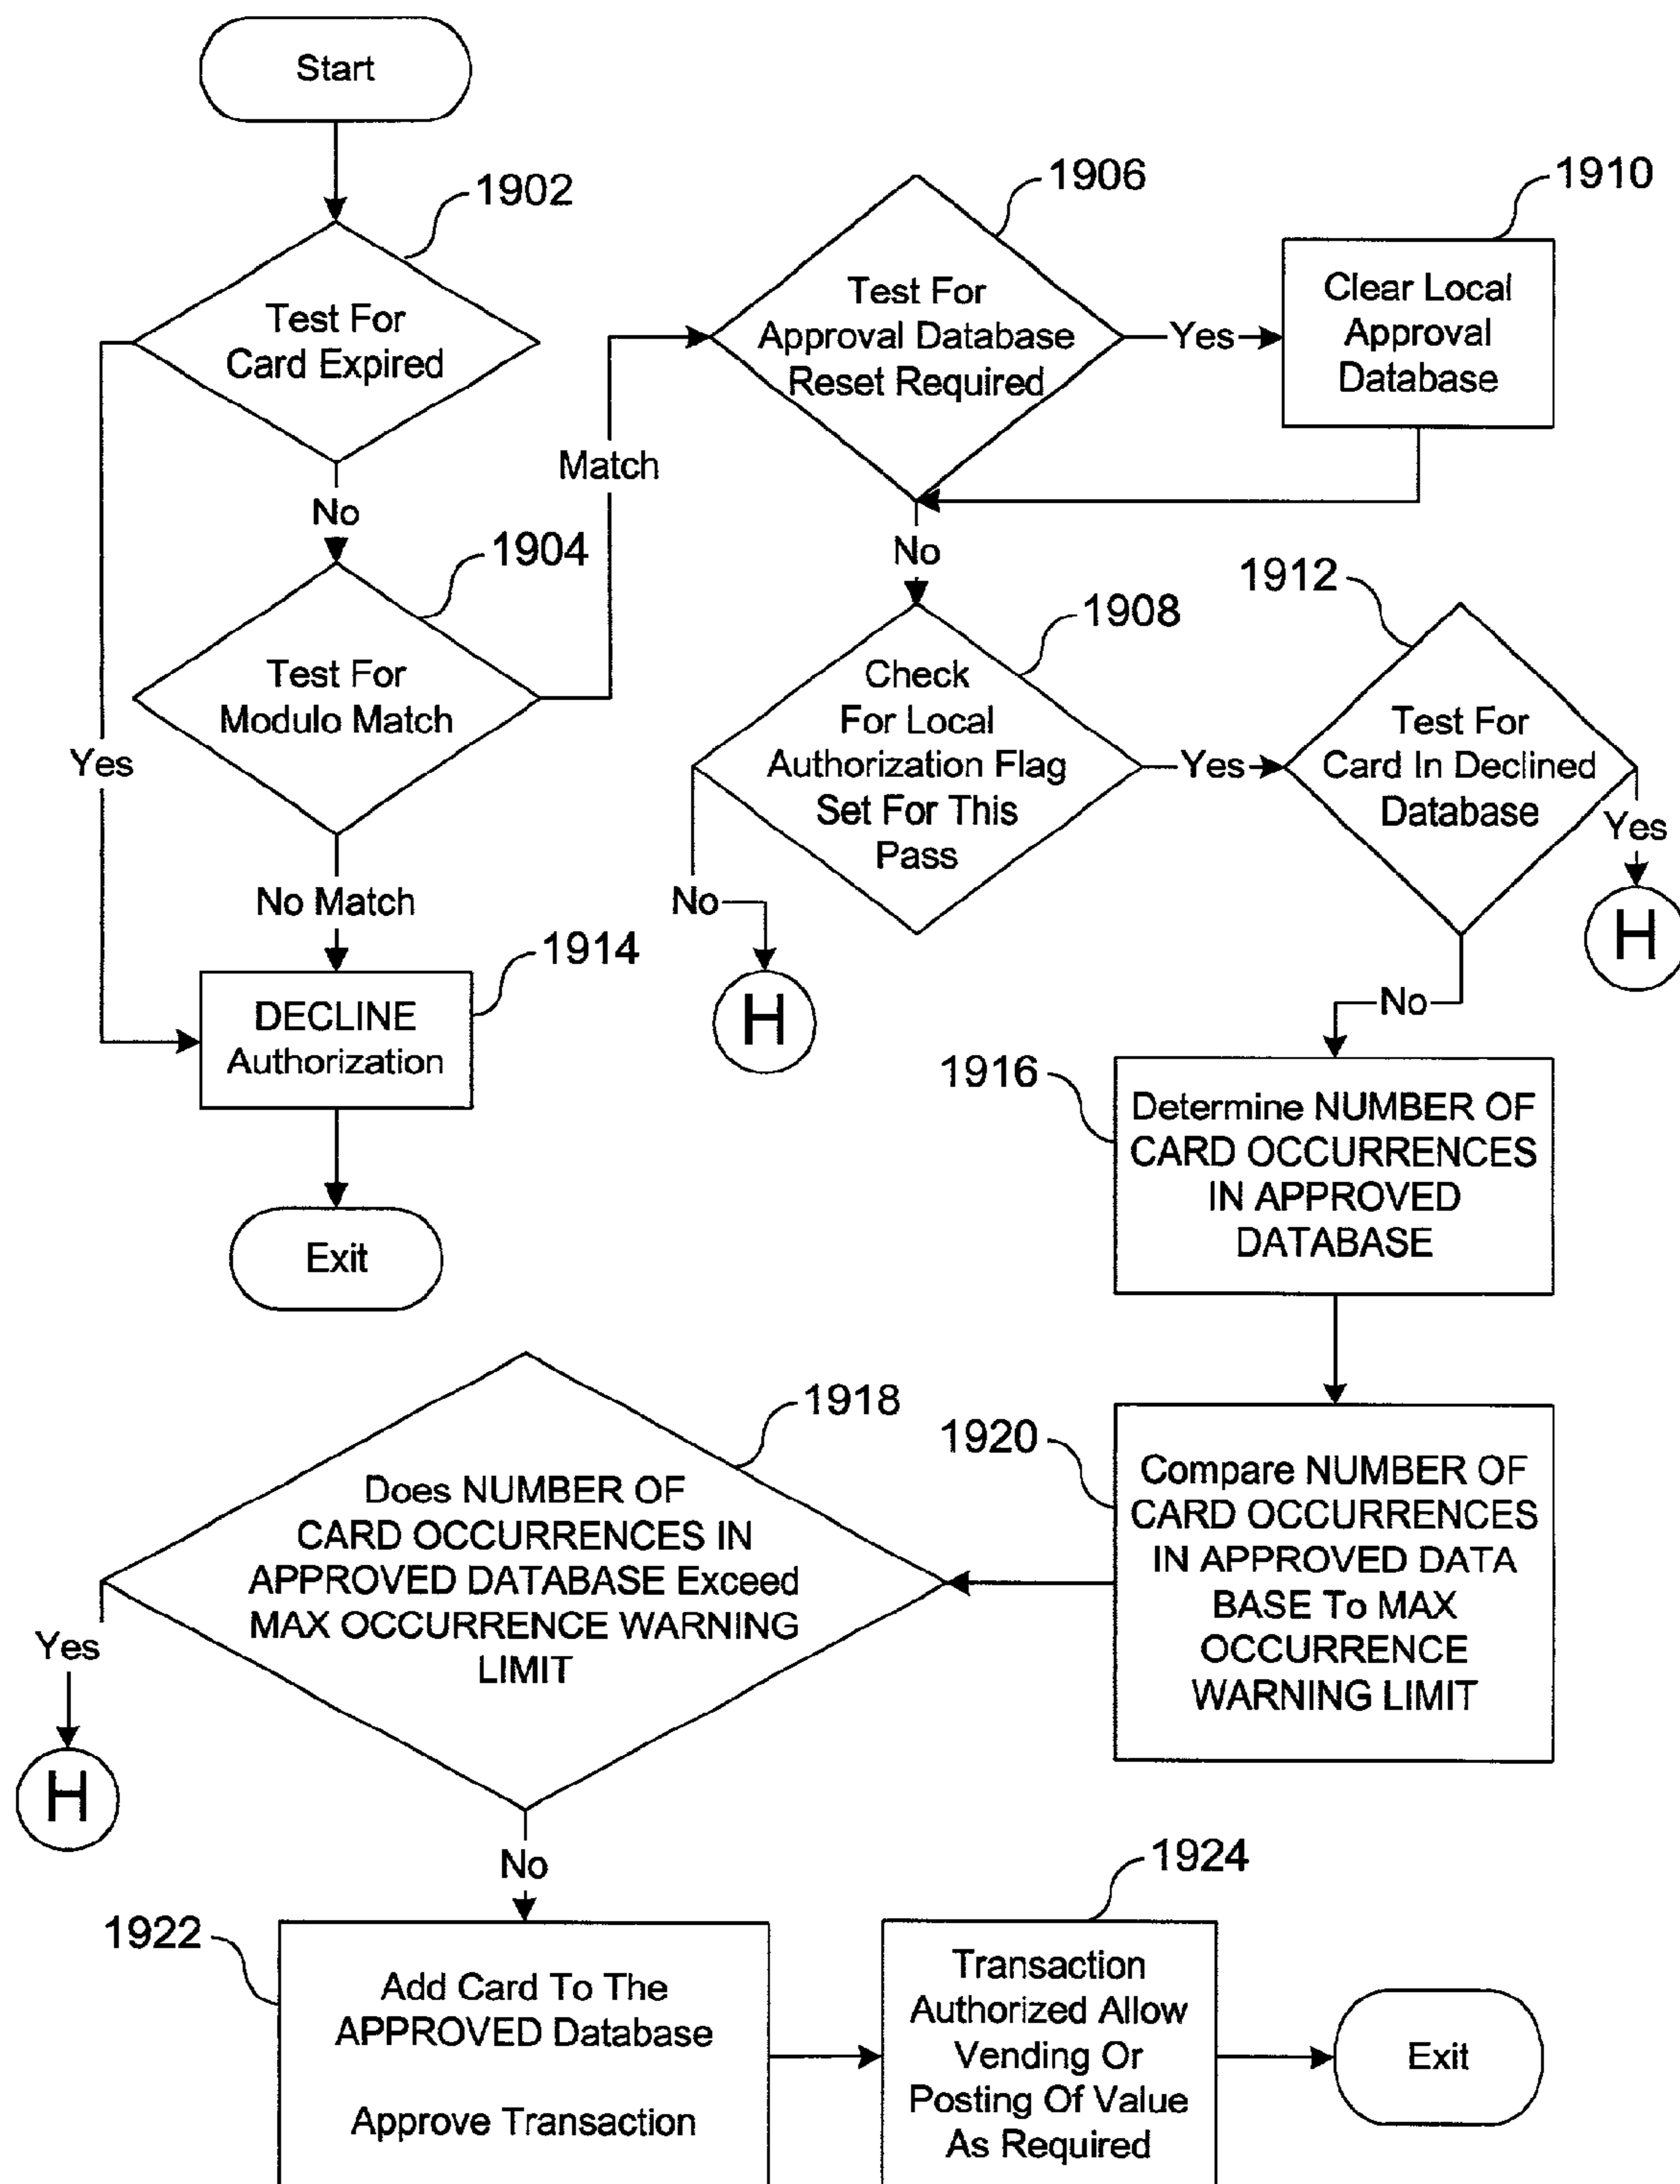 Start
1902
Test For
Card Expired
Yes
No
1904
Test For
Modulo Match
Match
No Match
1914
DECLINE
Authorization
Exit
1906
Test For
Approval Database
Reset Required
Yes
1910
Clear Local
Approval
Database
No
1908
Check
For Local
Authorization Flag
Set For This
Pass
No
H
Yes
1912
Test For
Card In Declined
Database
Yes
H
No
1916
Determine NUMBER OF
CARD OCCURRENCES
IN APPROVED
DATABASE
1920
Compare NUMBER OF
CARD OCCURRENCES
IN APPROVED DATA
BASE To MAX
OCCURRENCE
WARNING LIMIT
1918
Does NUMBER OF
CARD OCCURRENCES IN
APPROVED DATABASE Exceed
MAX OCCURRENCE WARNING
LIMIT
Yes
H
No
1922
Add Card To The
APPROVED Database
Approve Transaction
1924
Transaction
Authorized Allow
Vending Or
Posting Of Value
As Required
Exit